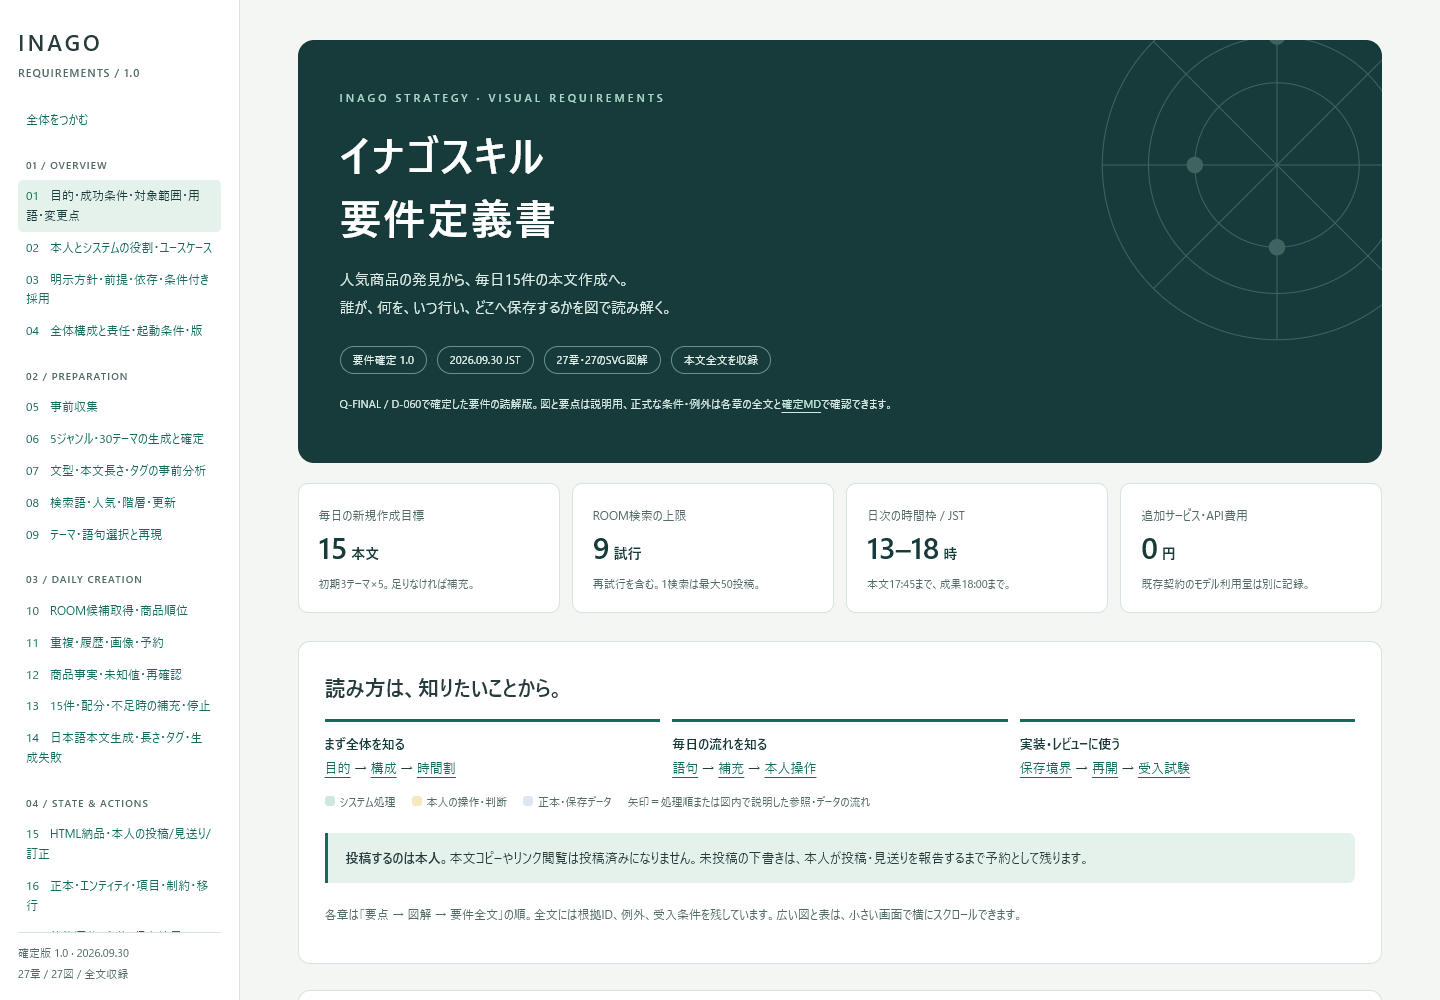 INAGO
REQUIREMENTS / 1.0
全体をつかむ
01 / OVERVIEW
01 目的・成功条件・対象範囲・用
語・変更点
02 本人とシステムの役割・ユースケース
03 明示方針・前提・依存・条件付き
採用
04 全体構成と責任・起動条件・版
02 / PREPARATION
05 事前収集
06 5ジャンル・30テーマの生成と確定
07 文型・本文長さ・タグの事前分析
08 検索語・人気・階層・更新
09 テーマ・語句選択と再現
03 / DAILY CREATION
10 ROOM候補取得・商品順位
11 重複・履歴・画像・予約
12 商品事実・未知値・再確認
13 15件・配分・不足時の補充・停止
14 日本語本文生成・長さ・タグ・生
成失敗
04 / STATE & ACTIONS
15 HTML納品・本人の投稿/見送り/
訂正
16 正本・エンティティ・項目・制約・移
行
確定版 1.0 · 2026.09.30
27章 / 27図 / 全文収録
INAGO STRATEGY · VISUAL REQUIREMENTS
イナゴスキル
要件定義書
人気商品の発見から、毎日15件の本文作成へ。
誰が、何を、いつ行い、どこへ保存するかを図で読み解く。
要件確定 1.0
2026.09.30 JST
27章・27のSVG図解
本文全文を収録
Q-FINAL / D-060で確定した要件の読解版。図と要点は説明用、正式な条件・例外は各章の全文と確定MDで確認できます。
毎日の新規作成目標
15 本文
初期3テーマ×5。足りなければ補充。
ROOM検索の上限
9 試行
再試行を含む。1検索は最大50投稿。
日次の時間枠 / JST
13–18 時
本文17:45まで、成果18:00まで。
追加サービス・API費用
0 円
既存契約のモデル利用量は別に記録。
読み方は、知りたいことから。
まず全体を知る
目的 → 構成 → 時間割
毎日の流れを知る
語句 → 補充 → 本人操作
実装・レビューに使う
保存境界 → 再開 → 受入試験
システム処理 本人の操作・判断 正本・保存データ 矢印＝処理順または図内で説明した参照・データの流れ
投稿するのは本人。本文コピーやリンク閲覧は投稿済みになりません。未投稿の下書きは、本人が投稿・見送りを報告するまで予約として残ります。
各章は「要点 → 図解 → 要件全文」の順。全文には根拠ID、例外、受入条件を残しています。広い図と表は、小さい画面で横にスクロールできます。